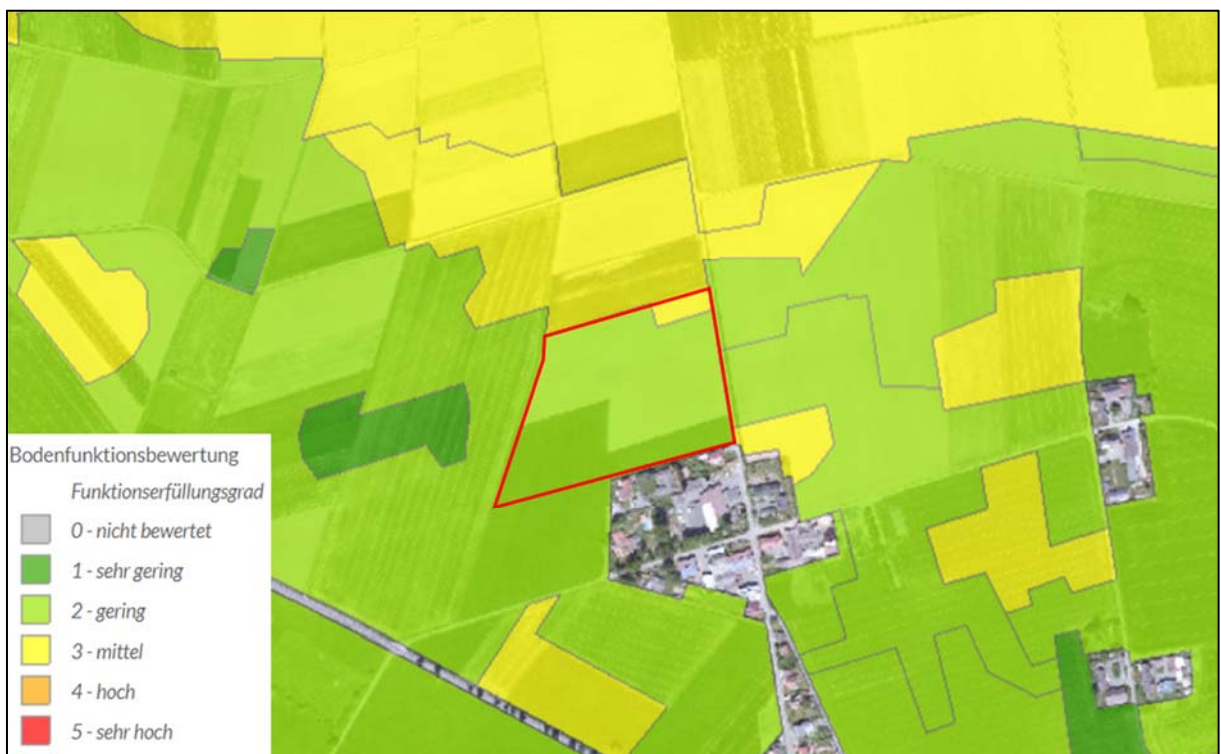 Bodenfunktionsbewertung
Funktionserfüllungsgrad
0 - nicht bewertet
1 - sehr gering
2 - gering
3 - mittel
4 - hoch
5 - sehr hoch